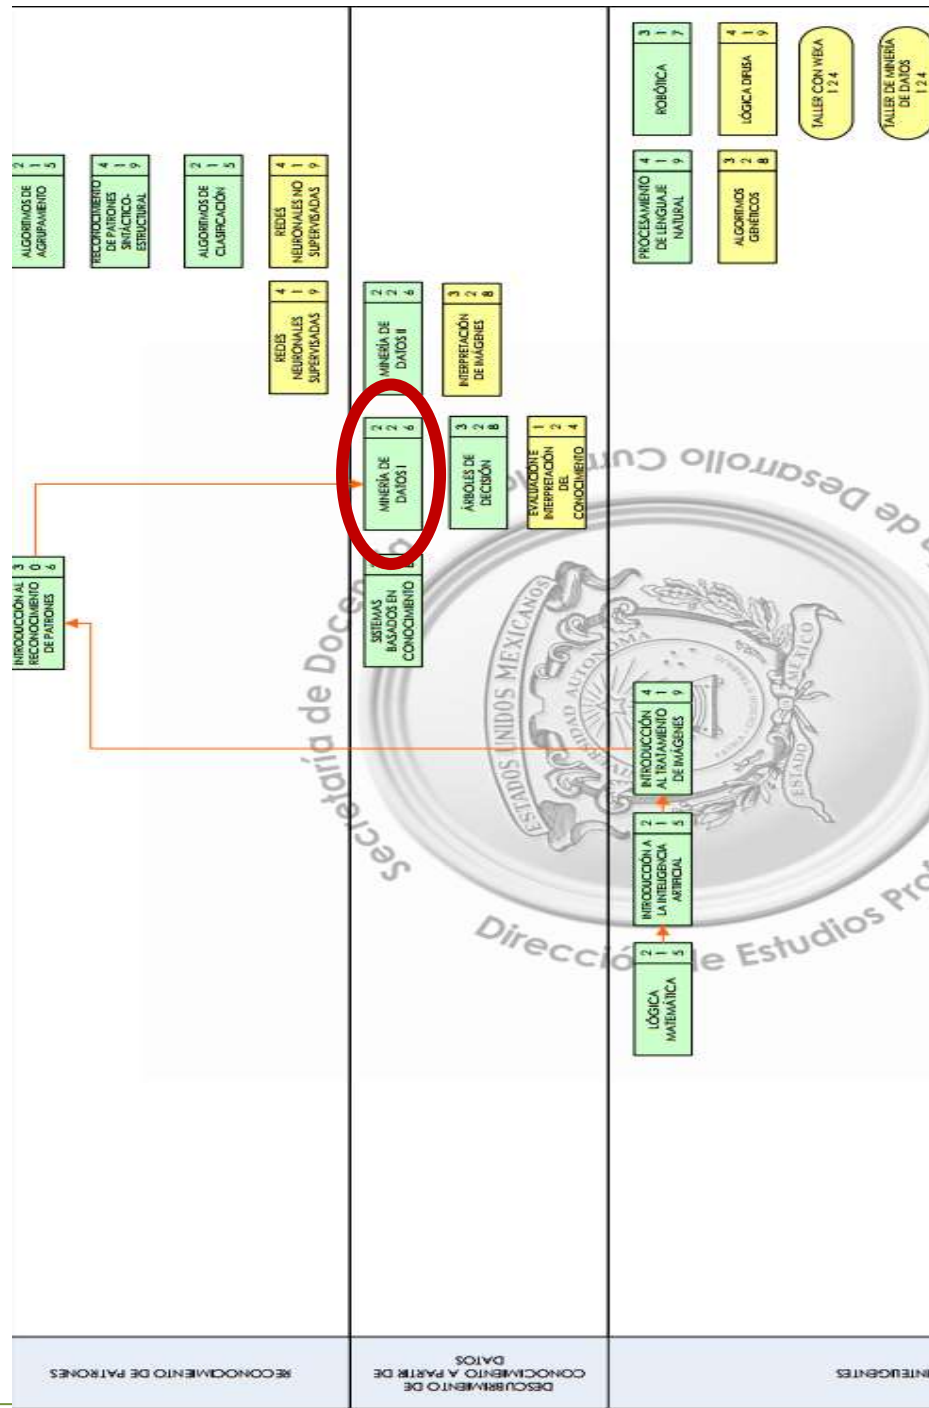 ALGORITMOS DE
AGRUPAMIENTO
2
1
5
RECONOCIMIENTO
DE PATRONES
SINTÁCTICO-
ESTRUCTURAL
4
1
9
ALGORITMOS DE
CLASIFICACIÓN
2
1
5
REDES
NEURONALES NO
SUPERVISADAS
4
1
9
REDES
NEURONALES
SUPERVISADAS
4
1
9
INTRODUCCIÓN AL
RECONOCIMIENTO
DE PATRONES
3
0
6
MINERÍA DE
DATOS II
2
2
6
INTERPRETACIÓN
DE IMÁGENES
3
2
8
MINERÍA DE
DATOS I
2
2
6
ÁRBOLES DE
DECISIÓN
3
2
8
EVALUACIÓN E
INTERPRETACIÓN
DEL
CONOCIMIENTO
1
2
4
SISTEMAS
BASADOS EN
CONOCIMIENTO
ROBÓTICA
3
1
7
LÓGICA DIFUSA
4
1
9
TALLER CON WEKA
1 2 4
TALLER DE MINERÍA
DE DATOS
1 2 4
PROCESAMIENTO
DE LENGUAJE
NATURAL
4
1
9
ALGORITMOS
GENÉTICOS
3
2
8
INTRODUCCIÓN
AL TRATAMIENTO
DE IMÁGENES
4
1
9
INTRODUCCIÓN A
LA INTELIGENCIA
ARTIFICIAL
2
1
5
LÓGICA
MATEMÁTICA
2
1
5
RECONOCIMIENTO DE PATRONES
DESCUBRIMIENTO DE
CONOCIMIENTO A PARTIR DE
DATOS
INTELIGENTES
Secretaría de
Dirección de Estudios
de Desarrollo
ESTADOS UNIDOS MEXICANOS
ESTADO
MÉXICO